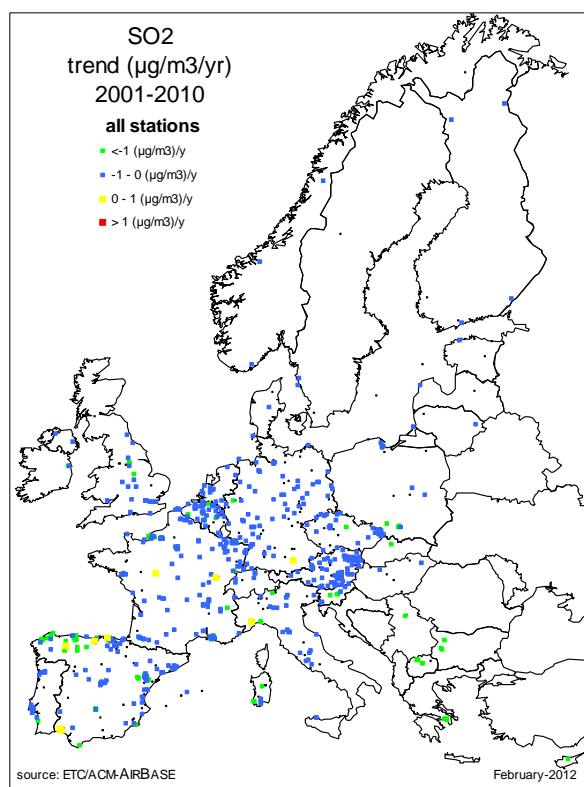 SO2
trend (µg/m3/yr)
2001-2010
all stations
<-1 (µg/m3)/y
-1 - 0 (µg/m3)/y
0 - 1 (µg/m3)/y
> 1 (µg/m3)/y
source: ETC/ACM-AIRBASE February-2012